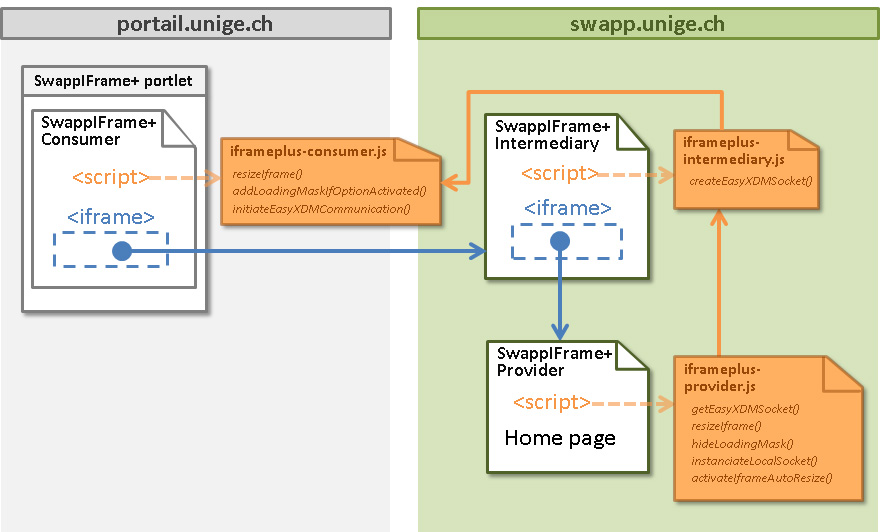 portail.unige.ch
swapp.unige.ch
SwappIFrame+ portlet
SwappIFrame+
Consumer
<script>
<iframe>
iframeplus-consumer.js
resizeIframe()
addLoadingMaskIfOptionActivated()
initiateEasyXDMCommunication()
SwappIFrame+
Intermediary
<script>
<iframe>
iframeplus-
intermediary.js
createEasyXDMSocket()
SwappIFrame+
Provider
<script>
Home page
iframeplus-
provider.js
getEasyXDMSocket()
resizeIframe()
hideLoadingMask()
instanciateLocalSocket()
activateIframeAutoResize()